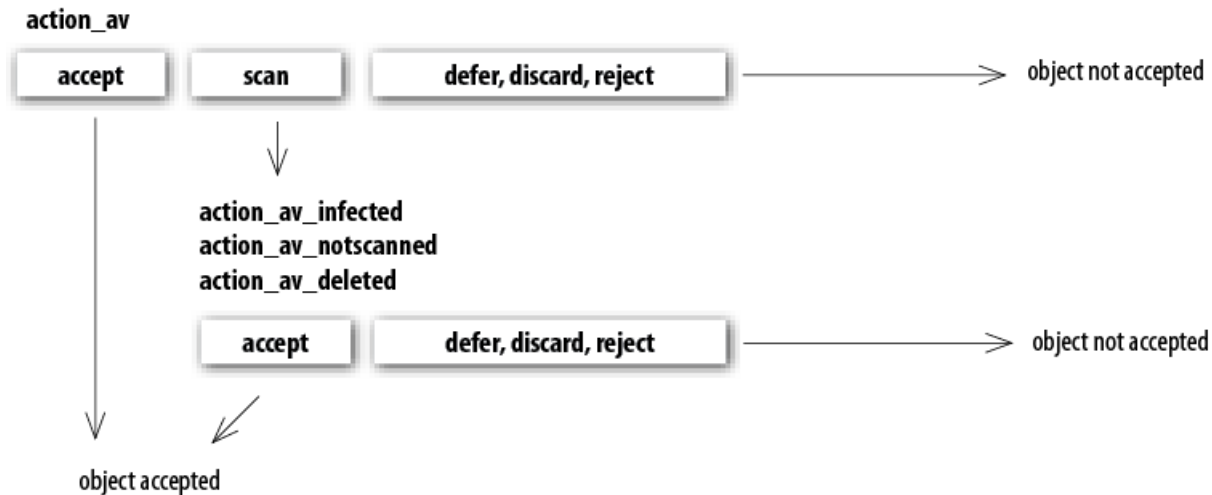 action_av
accept scan defer, discard, reject object not accepted
action_av_infected
action_av_notscanned
action_av_deleted
accept defer, discard, reject object not accepted
object accepted